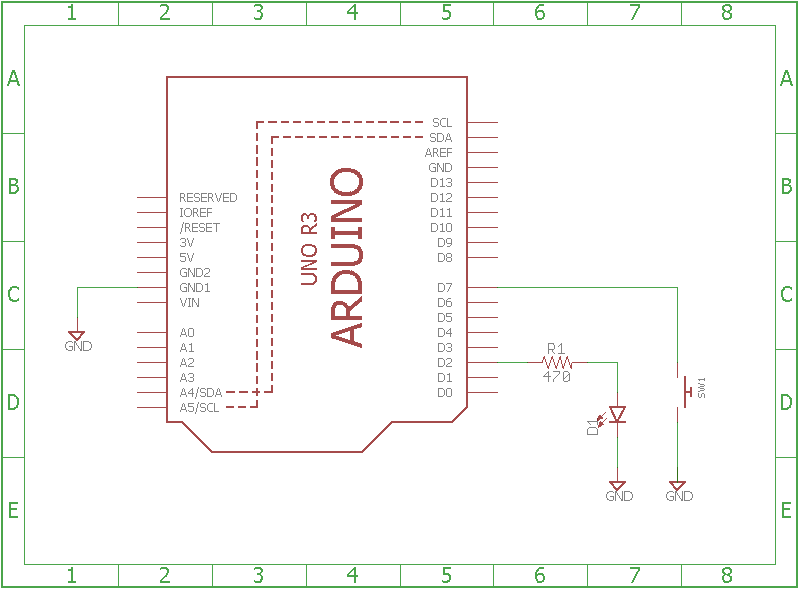 1 2 3 4 5 6 7 8
A A
B B
C C
D D
E E
SCL
SDA
AREF
GND
D13
D12
D11
D10
D9
D8
D7
D6
D5
D4
D3
D2
D1
D0
RESERVED
IOREF
/RESET
3V
5V
GND2
GND1
VIN
A0
A1
A2
A3
A4/SDA
A5/SCL
UNO R3
ARDUINO
GND
R1
470
D1
SW1
GND
GND
1 2 3 4 5 6 7 8